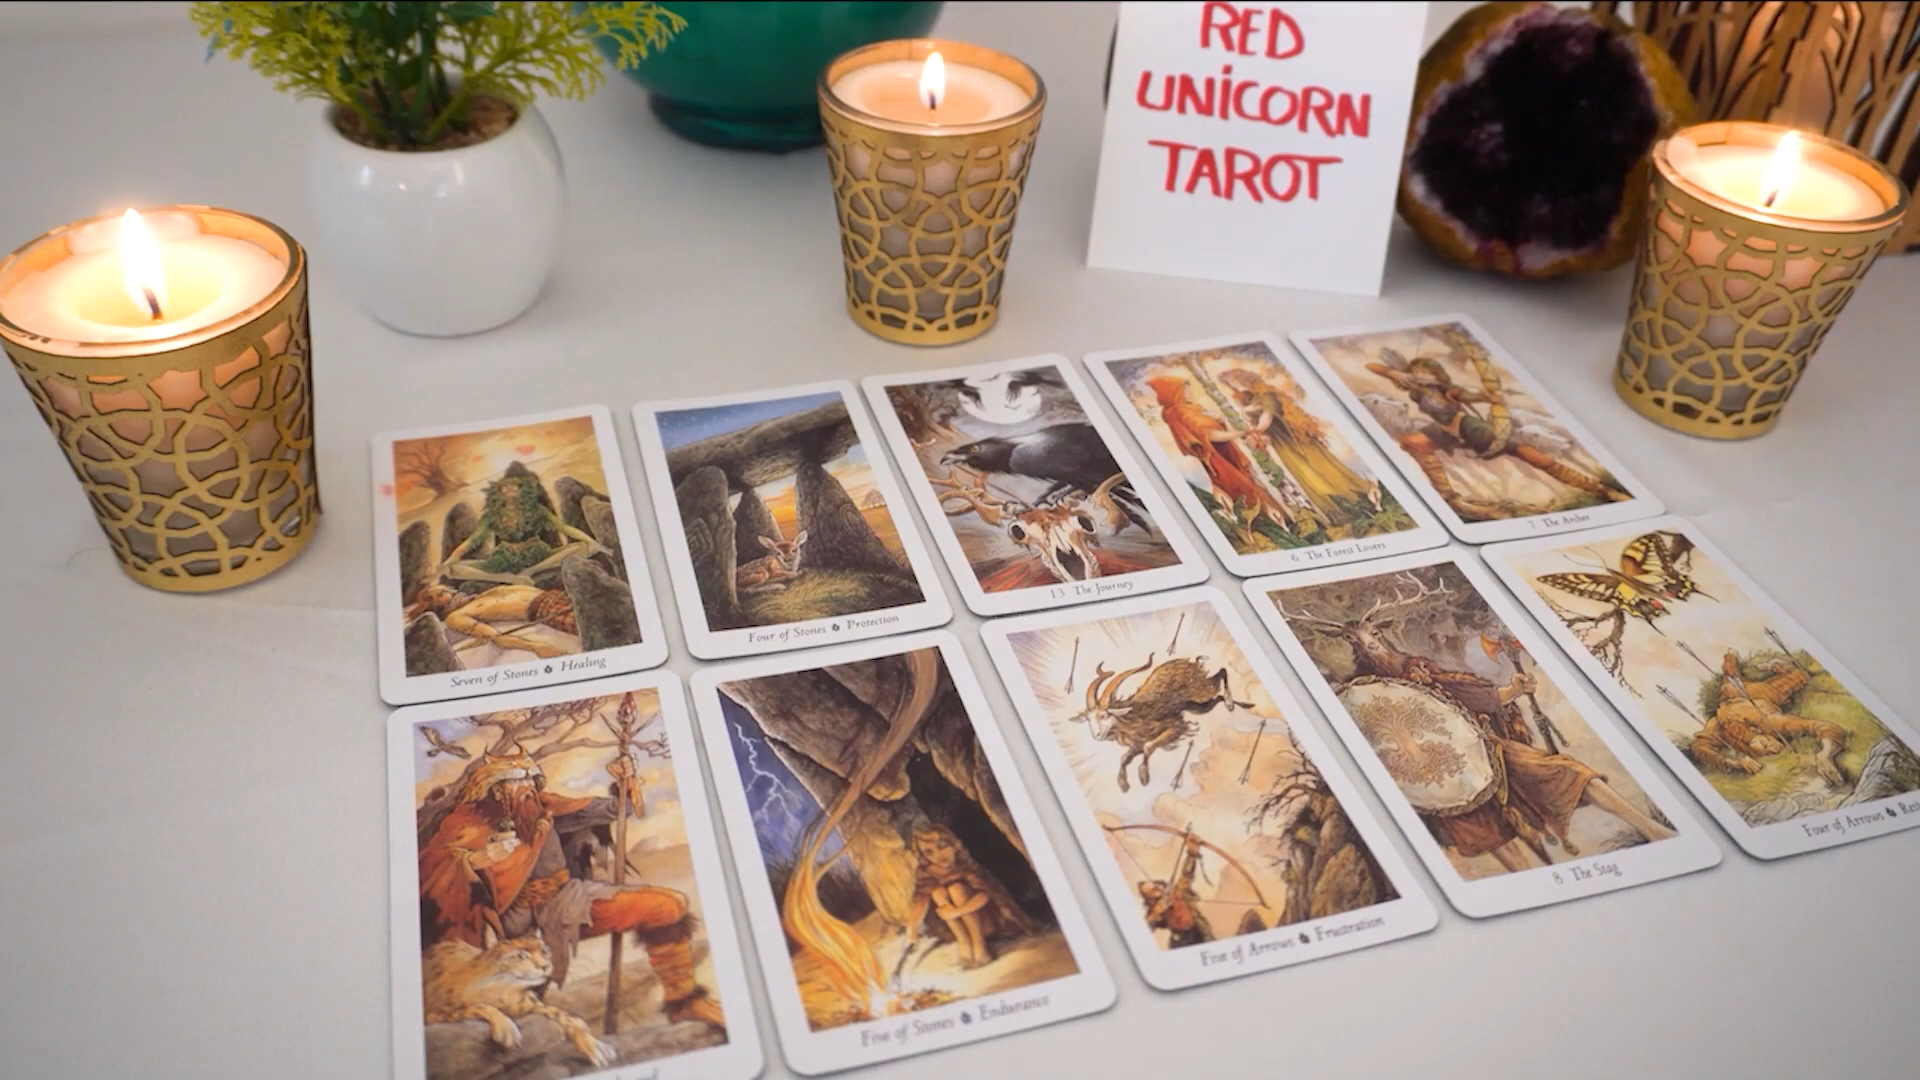 RED
UNICORN
TAROT
Seven of Stones Healing
Four of Stones Protection
13 The Journey
6 The Forest Lovers
7 The Archer
Five of Stones Endurance
Five of Arrows Frustration
8 The Stag
Four of Arrows